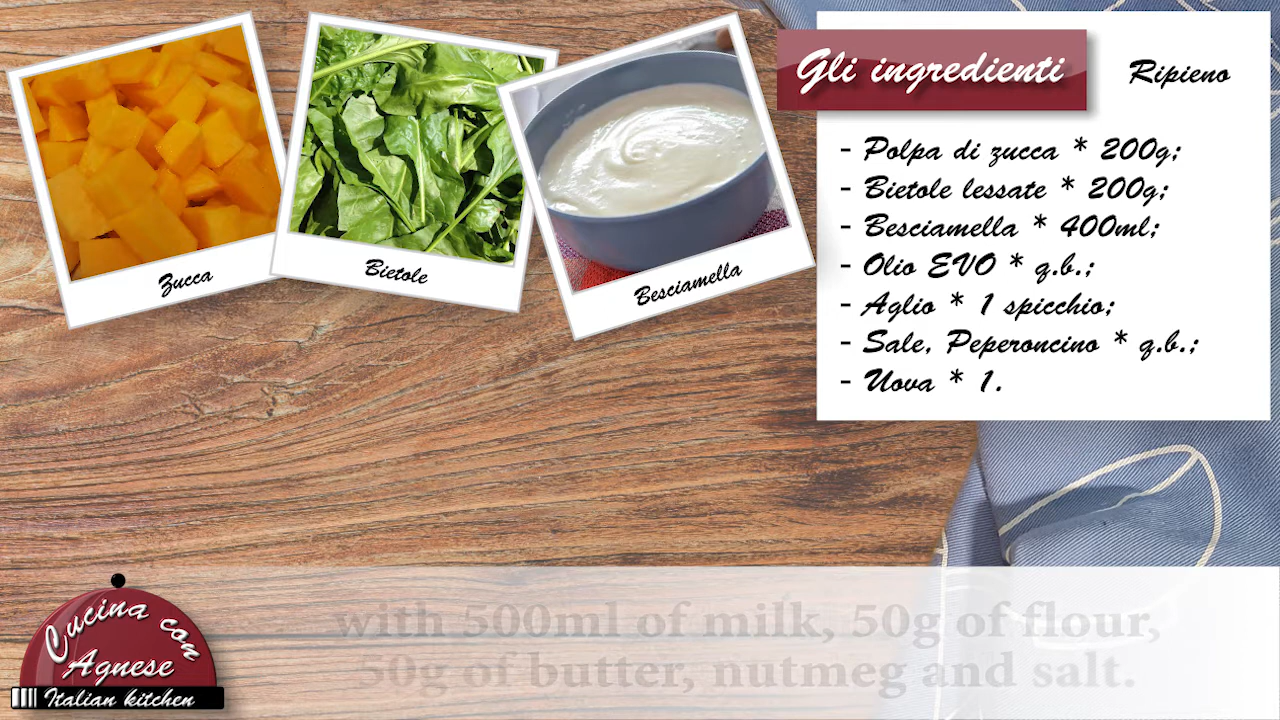 Zucca
Bietole
Besciamella
Gli ingredienti
Ripieno
- Polpa di zucca * 200g;
- Bietole lessate * 200g;
- Besciamella * 400ml;
- Olio EVO * q.b.;
- Aglio * 1 spicchio;
- Sale, Peperoncino * q.b.;
- Uova * 1.
with 500ml of milk, 50g of flour,
50g of butter, nutmeg and salt.
Cucina con
Agnese
Italian kitchen